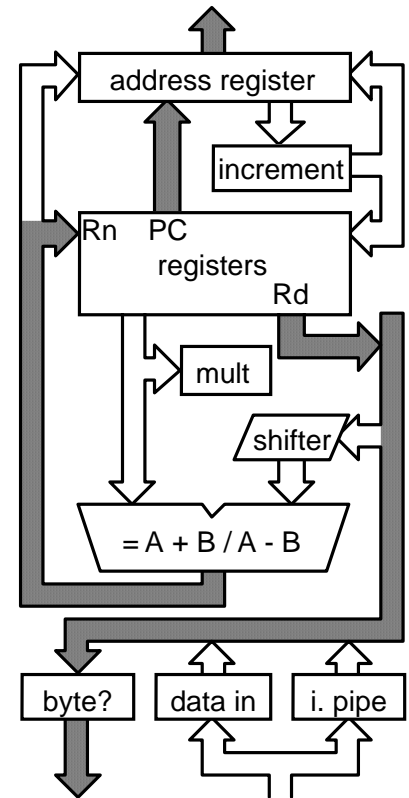 address register
increment
Rn PC
registers
Rd
mult
shifter
= A + B / A - B
byte? data in i. pipe